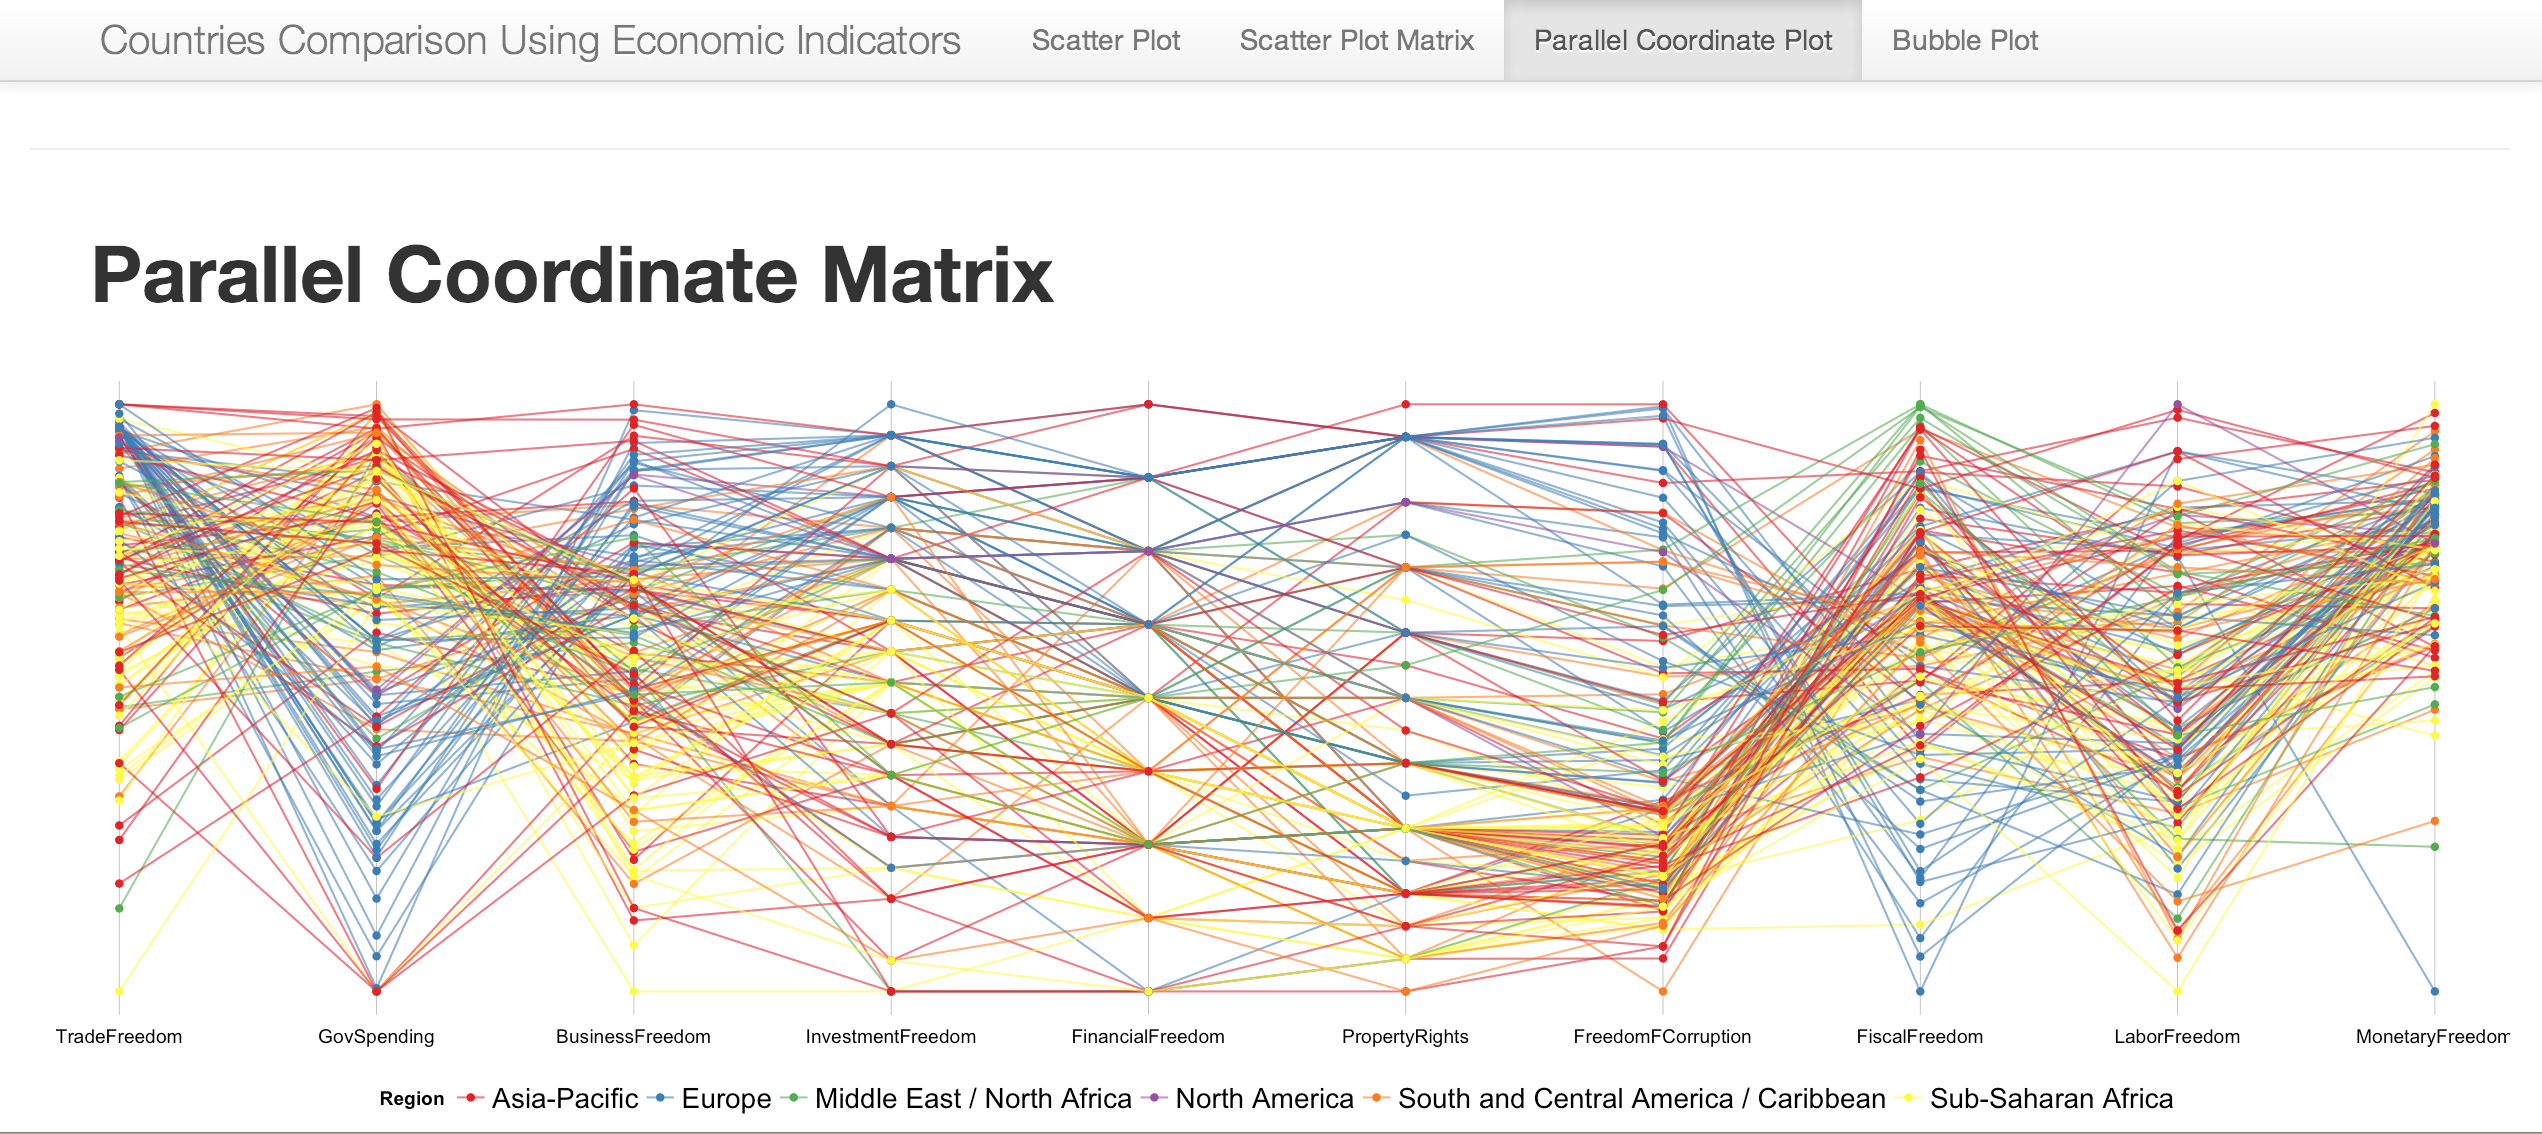 Countries Comparison Using Economic Indicators Scatter Plot Scatter Plot Matrix Parallel Coordinate Plot Bubble Plot
Parallel Coordinate Matrix
TradeFreedom GovSpending BusinessFreedom InvestmentFreedom FinancialFreedom PropertyRights FreedomFCorruption FiscalFreedom LaborFreedom MonetaryFreedom
Region Asia-Pacific Europe Middle East / North Africa North America South and Central America / Caribbean Sub-Saharan Africa